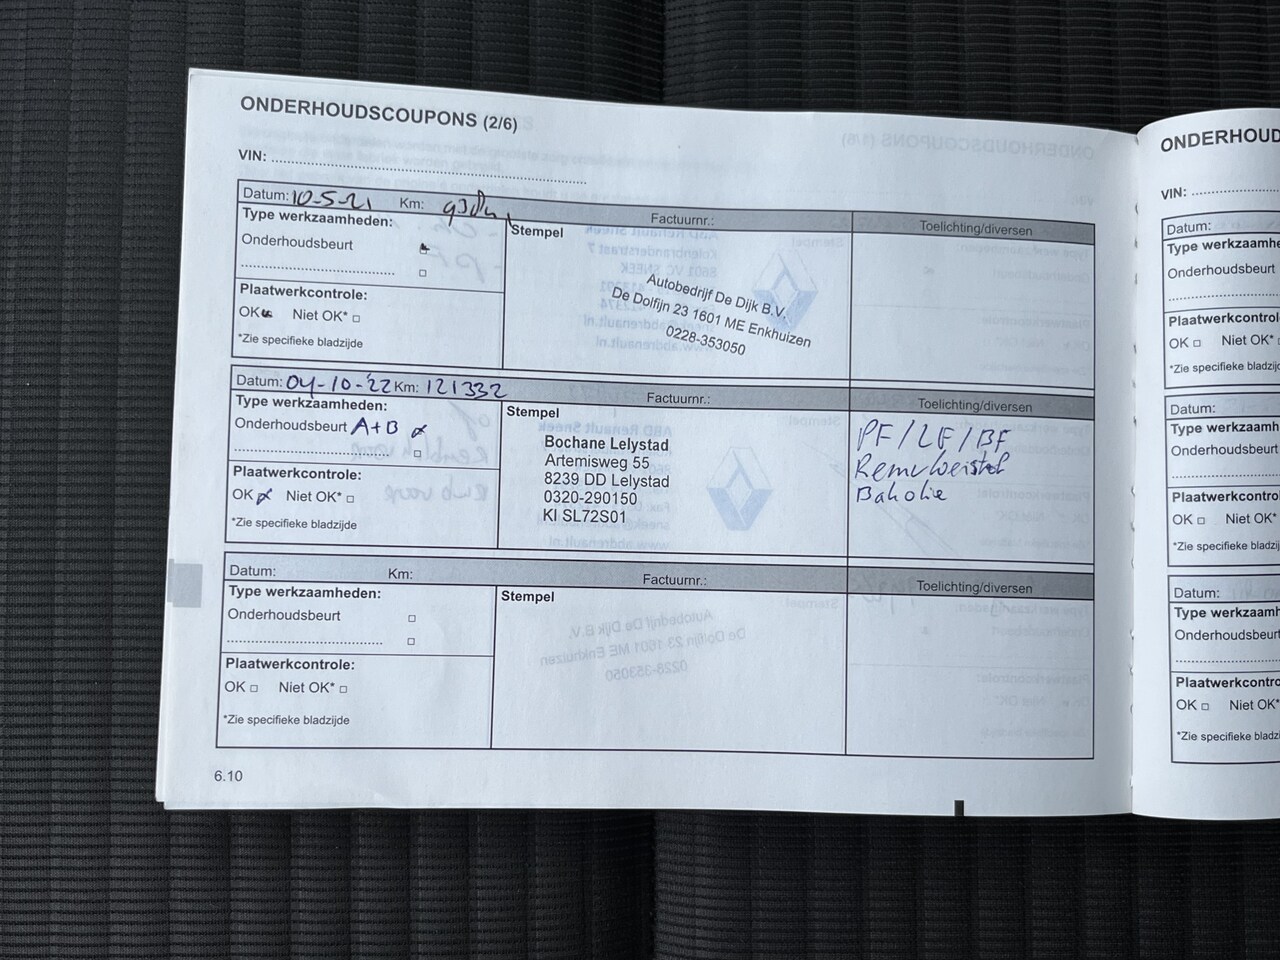 ONDERHOUDSCOUPONS (2/6)
VIN:
Datum: 10-5-21 Km:
Factuurnr.:
Toelichting/diversen
Type werkzaamheden:
Stempel
Onderhoudsbeurt
Plaatwerkcontrole:
OK Niet OK*
*Zie specifieke bladzijde
Autobedrijf De Dijk B.V.
De Dolfijn 23 1601 ME Enkhuizen
0228-353050
Datum: 04-10-'22 Km: 121332
Factuurnr.:
Toelichting/diversen
Type werkzaamheden:
Stempel
Onderhoudsbeurt A+B
Plaatwerkcontrole:
OK Niet OK*
*Zie specifieke bladzijde
Bochane Lelystad
Artemisweg 55
8239 DD Lelystad
0320-290150
KI SL72S01
PF/LF/BF
Remvloeistof
Bakolie
Datum: Km:
Factuurnr.:
Toelichting/diversen
Type werkzaamheden:
Stempel
Onderhoudsbeurt
Plaatwerkcontrole:
OK Niet OK*
*Zie specifieke bladzijde
6.10
ONDERHOUD
VIN:
Datum:
Type werkzaamhe
Onderhoudsbeurt
Plaatwerkcontrol
OK Niet OK*
*Zie specifieke bladzij
Datum:
Type werkzaamh
Onderhoudsbeurt
Plaatwerkcontro
OK Niet OK*
*Zie specifieke bladzi
Datum:
Type werkzaamh
Onderhoudsbeur
Plaatwerkcontro
OK Niet OK*
*Zie specifieke bladzi